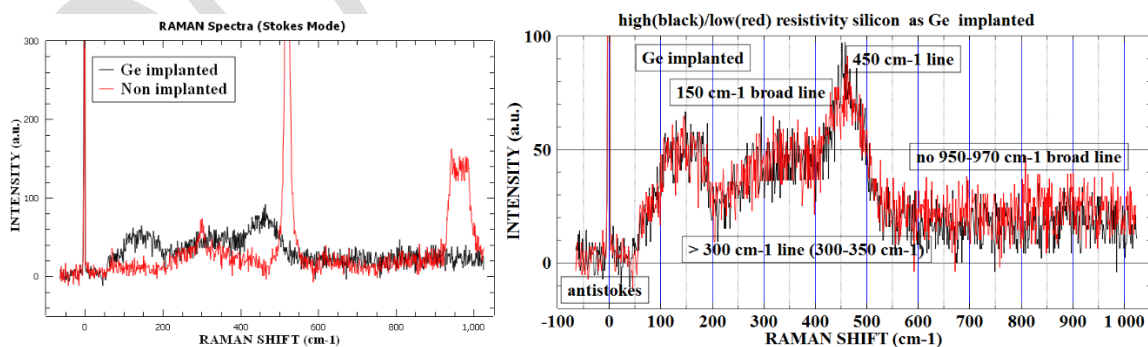 RAMAN Spectra (Stokes Mode)
300
200
100
0
INTENSITY (a.u.)
Ge implanted
Non implanted
0
200
400
600
800
1,000
RAMAN SHIFT (cm-1)
high(black)/low(red) resistivity silicon as Ge implanted
100
50
0
INTENSITY (a.u.)
Ge implanted
450 cm-1 line
150 cm-1 broad line
no 950-970 cm-1 broad line
> 300 cm-1 line (300-350 cm-1)
antistokes
-100
0
100
200
300
400
500
600
700
800
900
1 000
RAMAN SHIFT (cm-1)